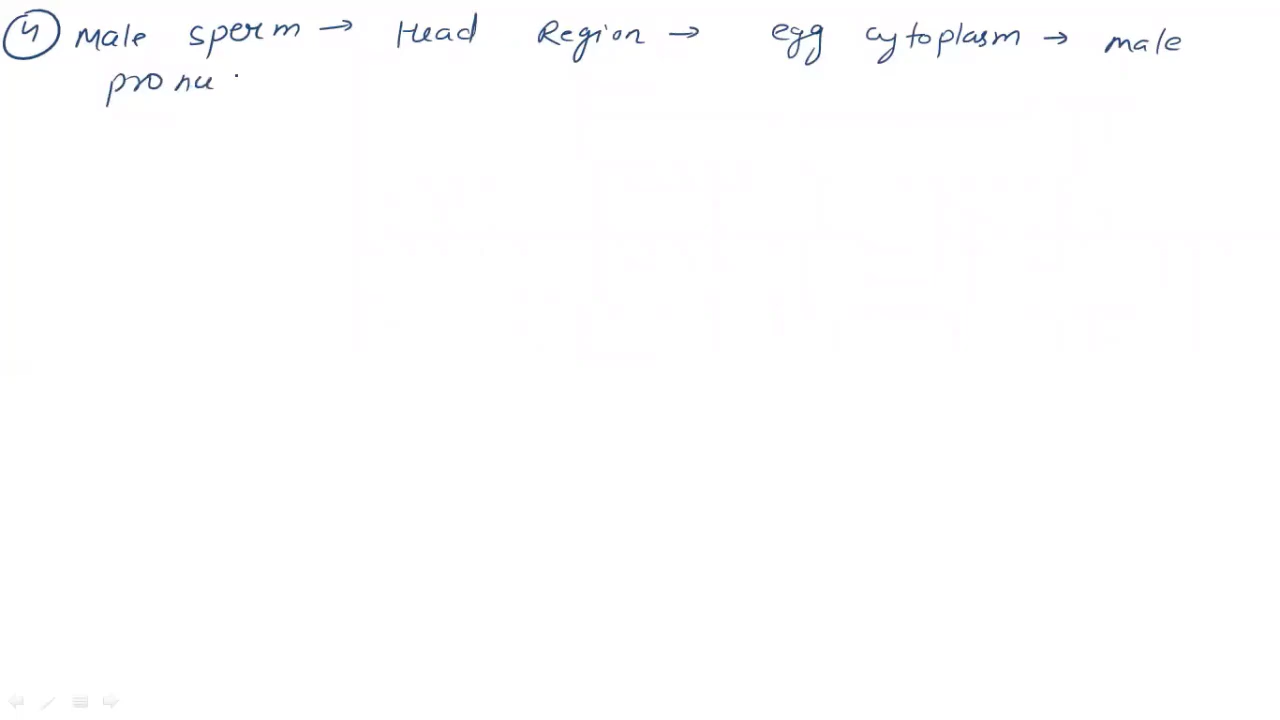 ④ Male sperm → Head Region → egg cytoplasm → male
pronu